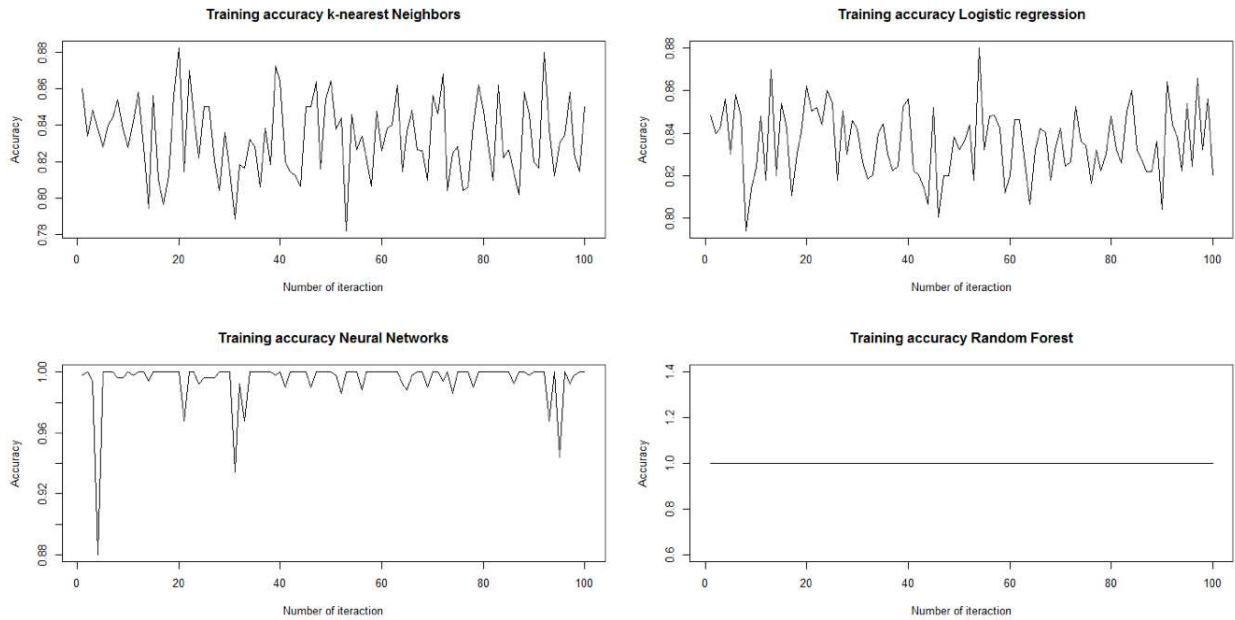 Training accuracy k-nearest Neighbors
Accuracy
0.78 0.80 0.82 0.84 0.86 0.88
0 20 40 60 80 100
Number of iteraction
Training accuracy Logistic regression
Accuracy
0.80 0.82 0.84 0.86 0.88
0 20 40 60 80 100
Number of iteraction
Training accuracy Neural Networks
Accuracy
0.88 0.92 0.96 1.00
0 20 40 60 80 100
Number of iteraction
Training accuracy Random Forest
Accuracy
0.6 0.8 1.0 1.2 1.4
0 20 40 60 80 100
Number of iteraction